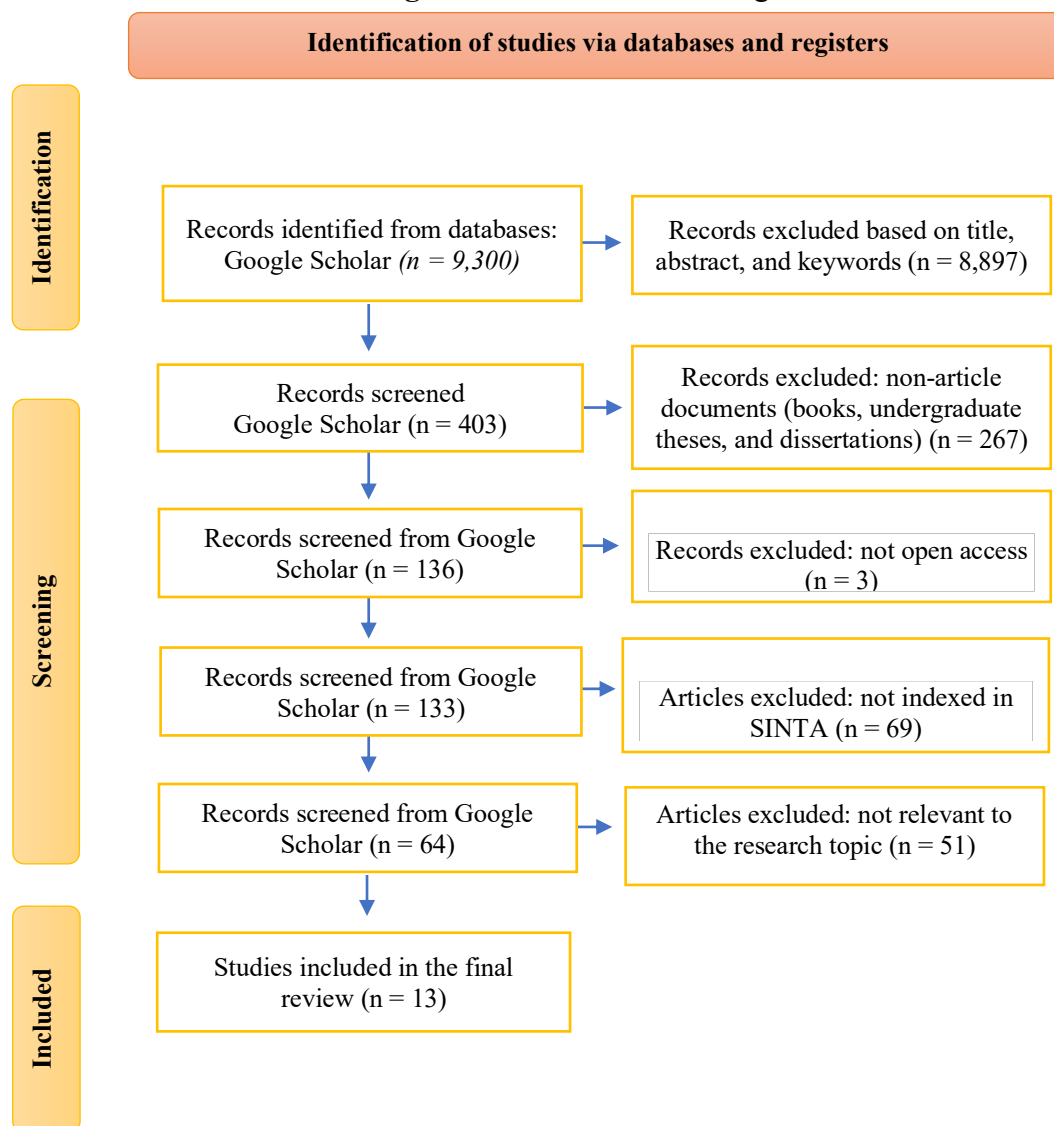 Identification of studies via databases and registers
Identification
Records identified from databases:
Google Scholar (n = 9,300)
Records excluded based on title,
abstract, and keywords (n = 8,897)
Screening
Records screened
Google Scholar (n = 403)
Records excluded: non-article
documents (books, undergraduate
theses, and dissertations) (n = 267)
Records screened from Google
Scholar (n = 136)
Records excluded: not open access
(n = 3)
Records screened from Google
Scholar (n = 133)
Articles excluded: not indexed in
SINTA (n = 69)
Records screened from Google
Scholar (n = 64)
Articles excluded: not relevant to
the research topic (n = 51)
Included
Studies included in the final
review (n = 13)